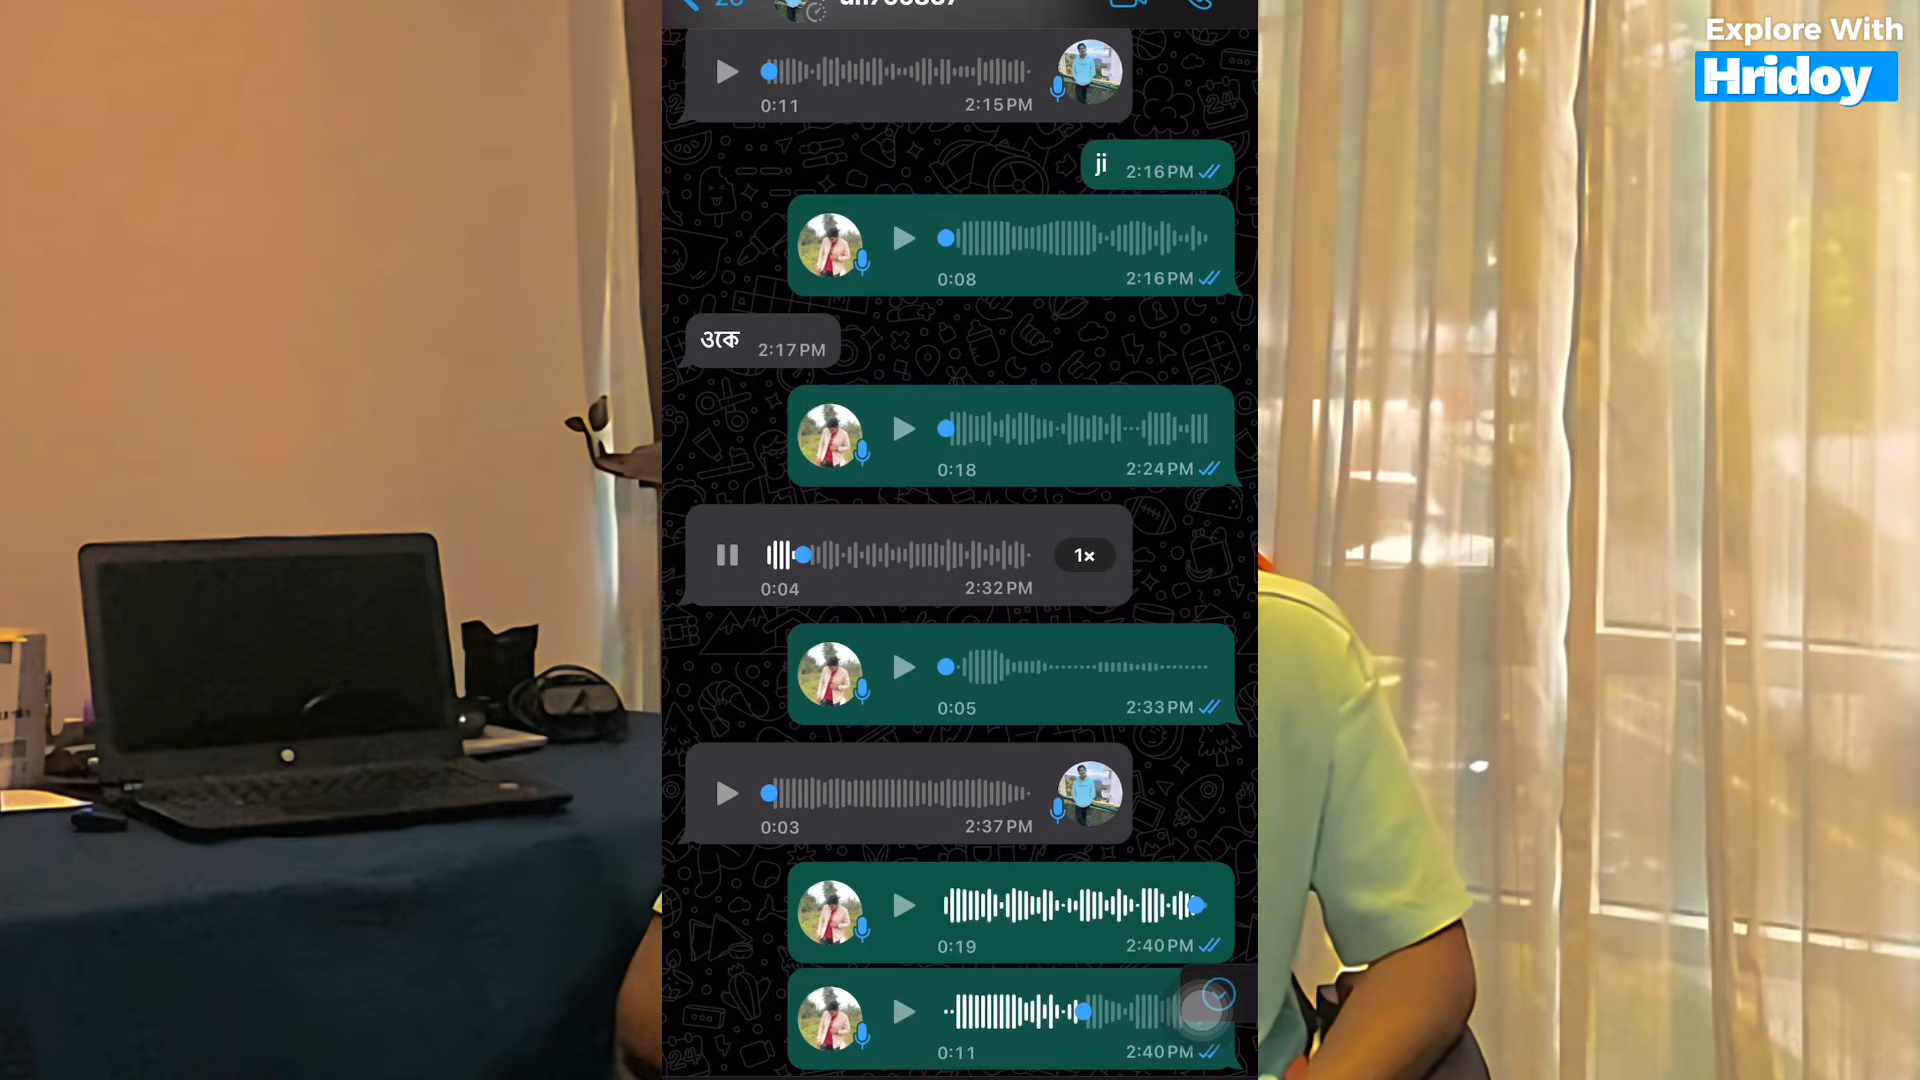 Explore With
Hridoy
0:11 2:15 PM
ji 2:16 PM
0:08 2:16 PM
ওকে 2:17 PM
0:18 2:24 PM
1×
0:04 2:32 PM
0:05 2:33 PM
0:03 2:37 PM
0:19 2:40 PM
0:11 2:40 PM